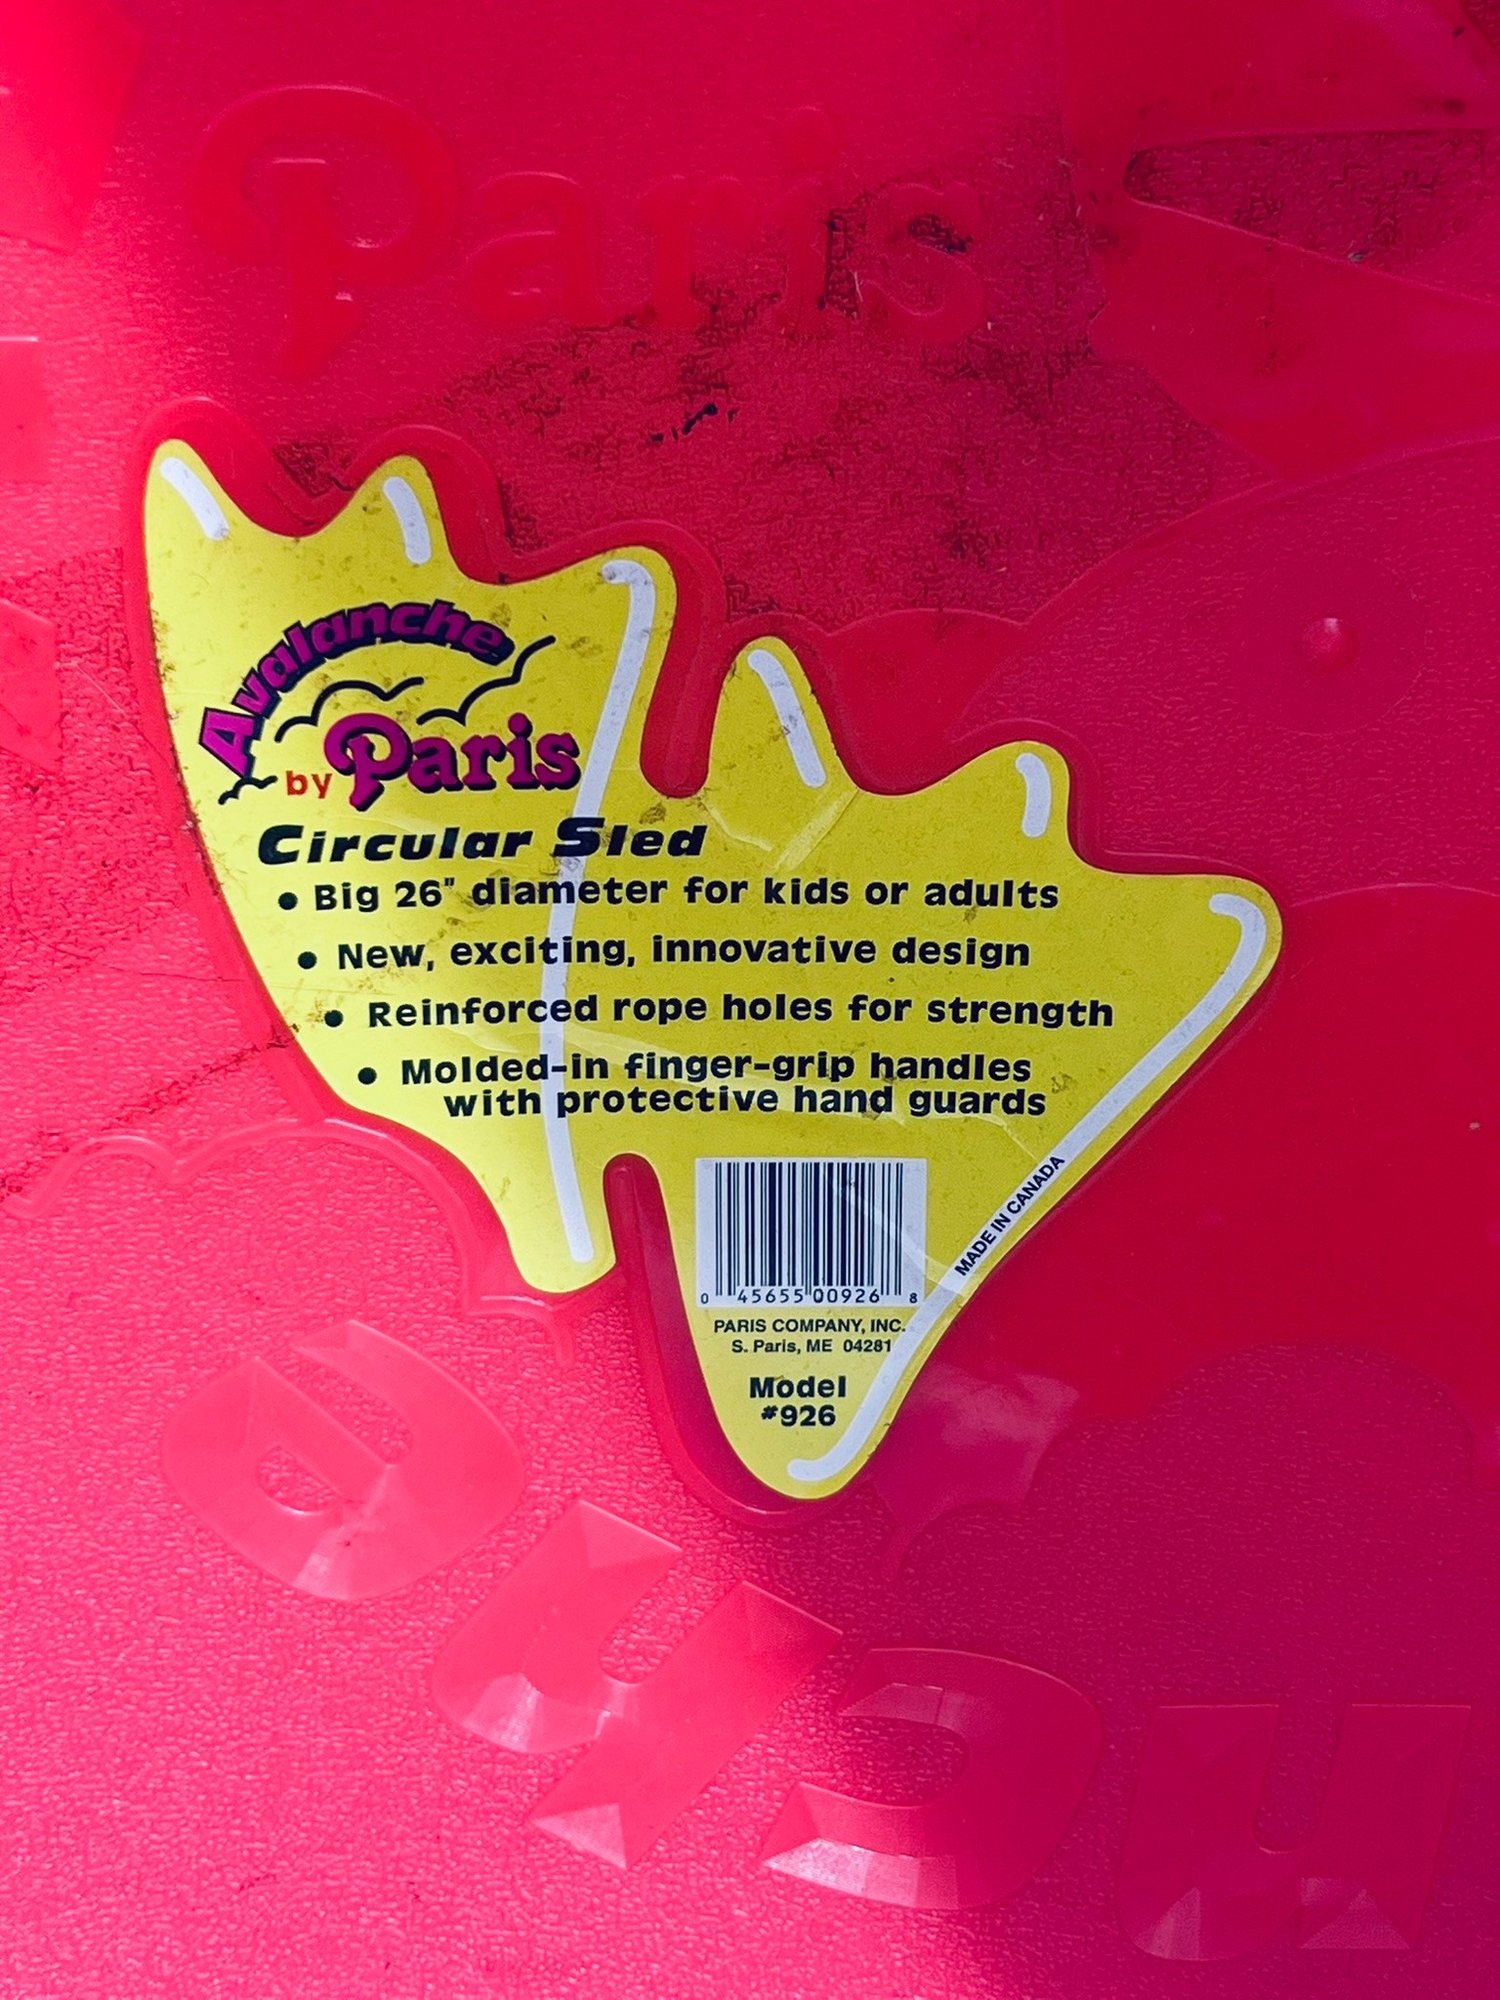 Paris
Avalanche
by Paris
Circular Sled
• Big 26" diameter for kids or adults
• New, exciting, innovative design
• Reinforced rope holes for strength
• Molded-in finger-grip handles
with protective hand guards
MADE IN CANADA
0 45655 00926 8
PARIS COMPANY, INC.
S. Paris, ME 04281
Model
#926